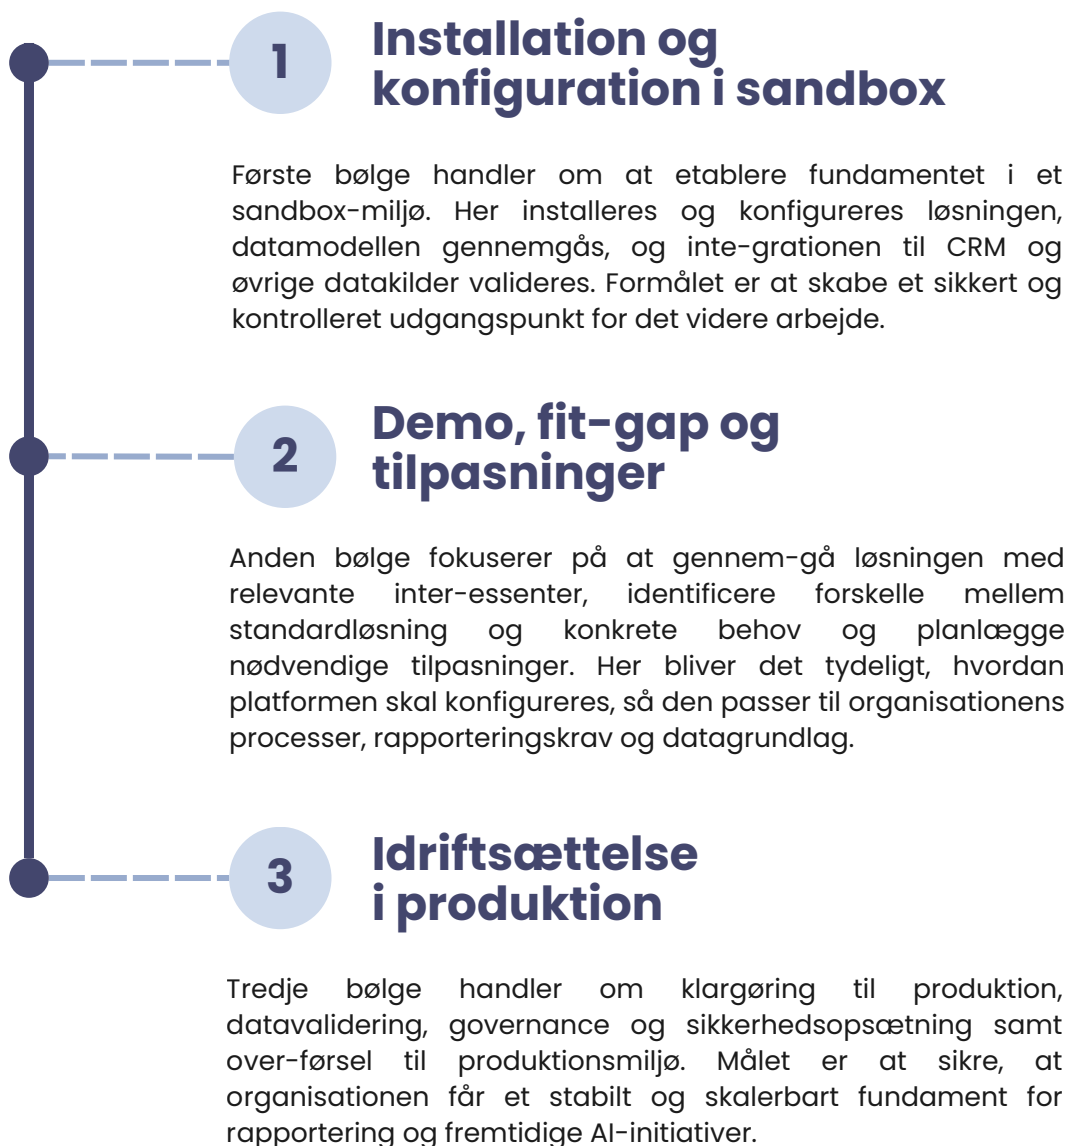 1
Installation og
konfiguration i sandbox
Første bølge handler om at etablere fundamentet i et
sandbox-miljø. Her installeres og konfigureres løsningen,
datamodellen gennemgås, og inte-grationen til CRM og
øvrige datakilder valideres. Formålet er at skabe et sikkert og
kontrolleret udgangspunkt for det videre arbejde.
2
Demo, fit-gap og
tilpasninger
Anden bølge fokuserer på at gennem-gå løsningen med
relevante inter-essenter, identificere forskelle mellem
standardløsning og konkrete behov og planlægge
nødvendige tilpasninger. Her bliver det tydeligt, hvordan
platformen skal konfigureres, så den passer til organisationens
processer, rapporteringskrav og datagrundlag.
3
Idriftsættelse
i produktion
Tredje bølge handler om klargøring til produktion,
datavalidering, governance og sikkerhedsopsætning samt
over-førsel til produktionsmiljø. Målet er at sikre, at
organisationen får et stabilt og skalerbart fundament for
rapportering og fremtidige AI-initiativer.